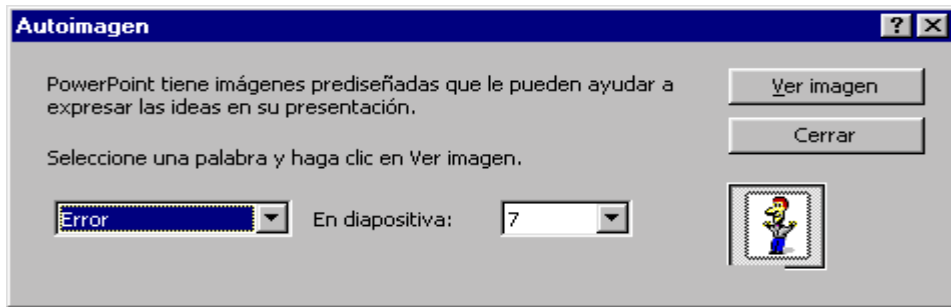 Autoimagen
PowerPoint tiene imágenes prediseñadas que le pueden ayudar a
expresar las ideas en su presentación.
Ver imagen
Cerrar
Seleccione una palabra y haga clic en Ver imagen.
Error En diapositiva: 7